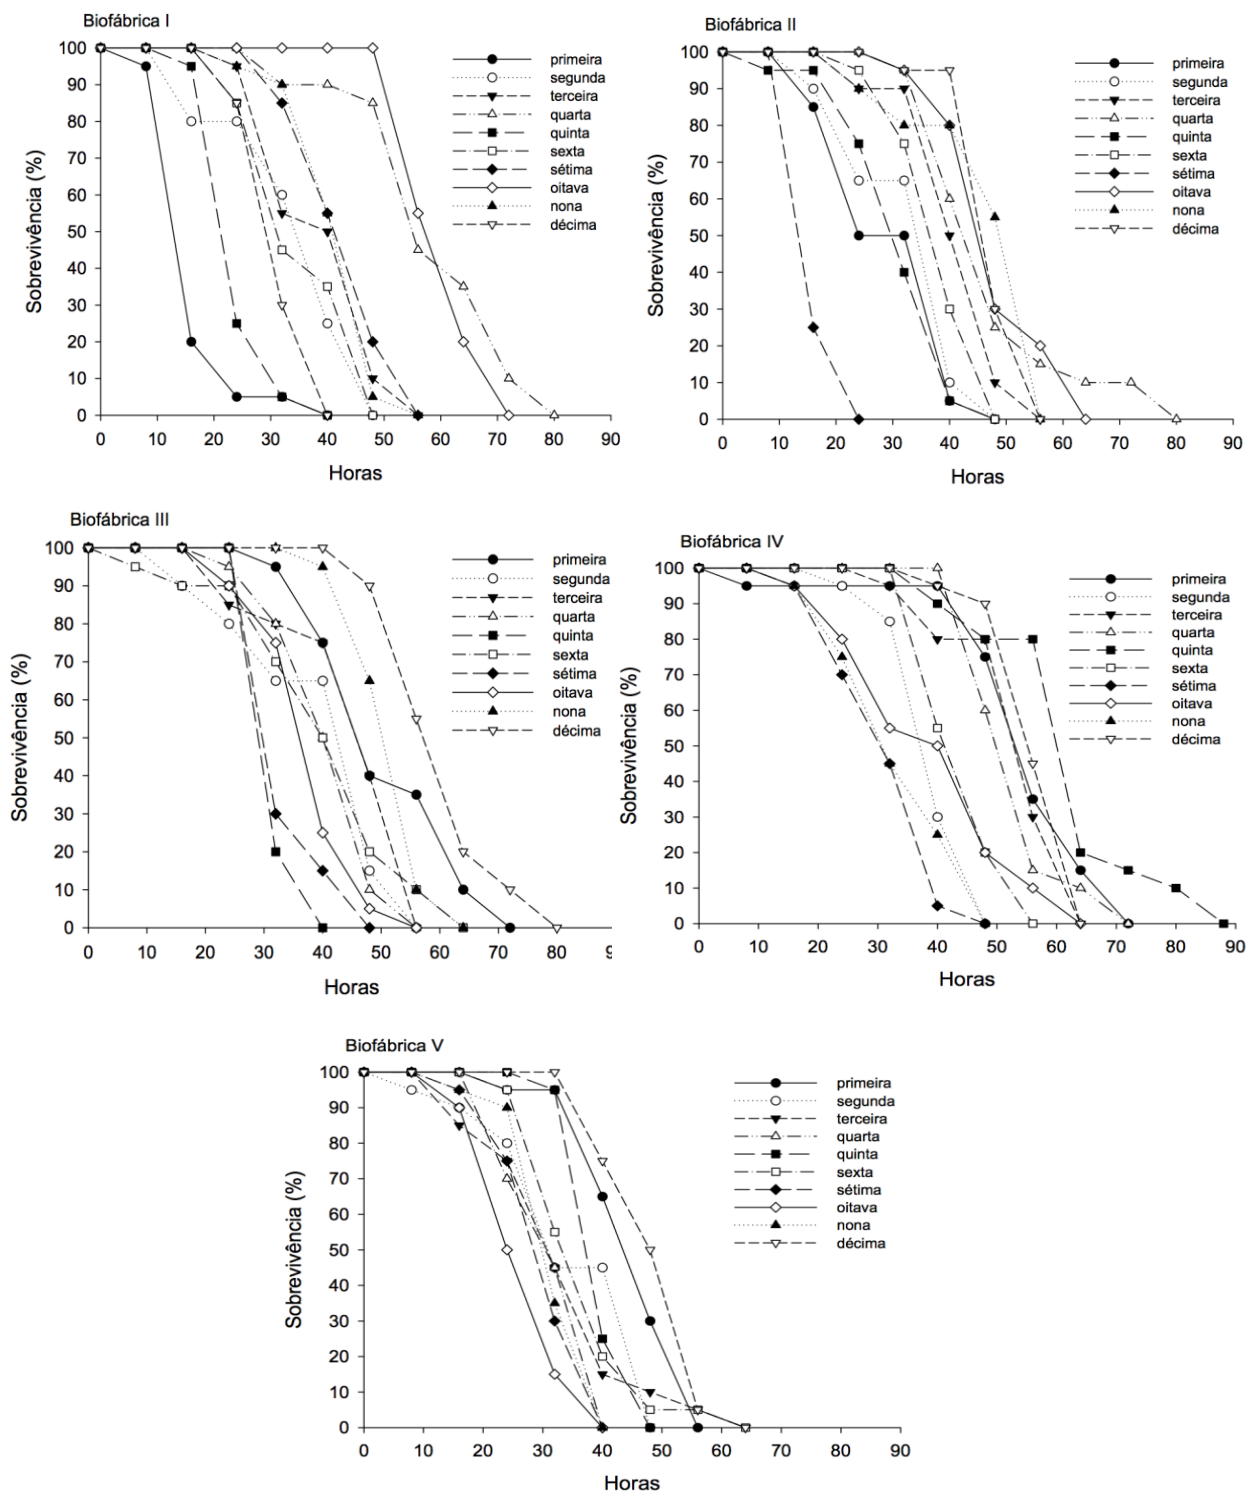 Biofábrica I
Sobrevivência (%)
100
90
80
70
60
50
40
30
20
10
0
0 10 20 30 40 50 60 70 80 90
Horas
primeira
segunda
terceira
quarta
quinta
sexta
sétima
oitava
nona
décima
Biofábrica II
Sobrevivência (%)
100
90
80
70
60
50
40
30
20
10
0
0 10 20 30 40 50 60 70 80 90
Horas
primeira
segunda
terceira
quarta
quinta
sexta
sétima
oitava
nona
décima
Biofábrica III
Sobrevivência (%)
100
90
80
70
60
50
40
30
20
10
0
0 10 20 30 40 50 60 70 80
Horas
primeira
segunda
terceira
quarta
quinta
sexta
sétima
oitava
nona
décima
Biofábrica IV
Sobrevivência (%)
100
90
80
70
60
50
40
30
20
10
0
0 10 20 30 40 50 60 70 80 90
Horas
primeira
segunda
terceira
quarta
quinta
sexta
sétima
oitava
nona
décima
Biofábrica V
Sobrevivência (%)
100
90
80
70
60
50
40
30
20
10
0
0 10 20 30 40 50 60 70 80 90
Horas
primeira
segunda
terceira
quarta
quinta
sexta
sétima
oitava
nona
décima